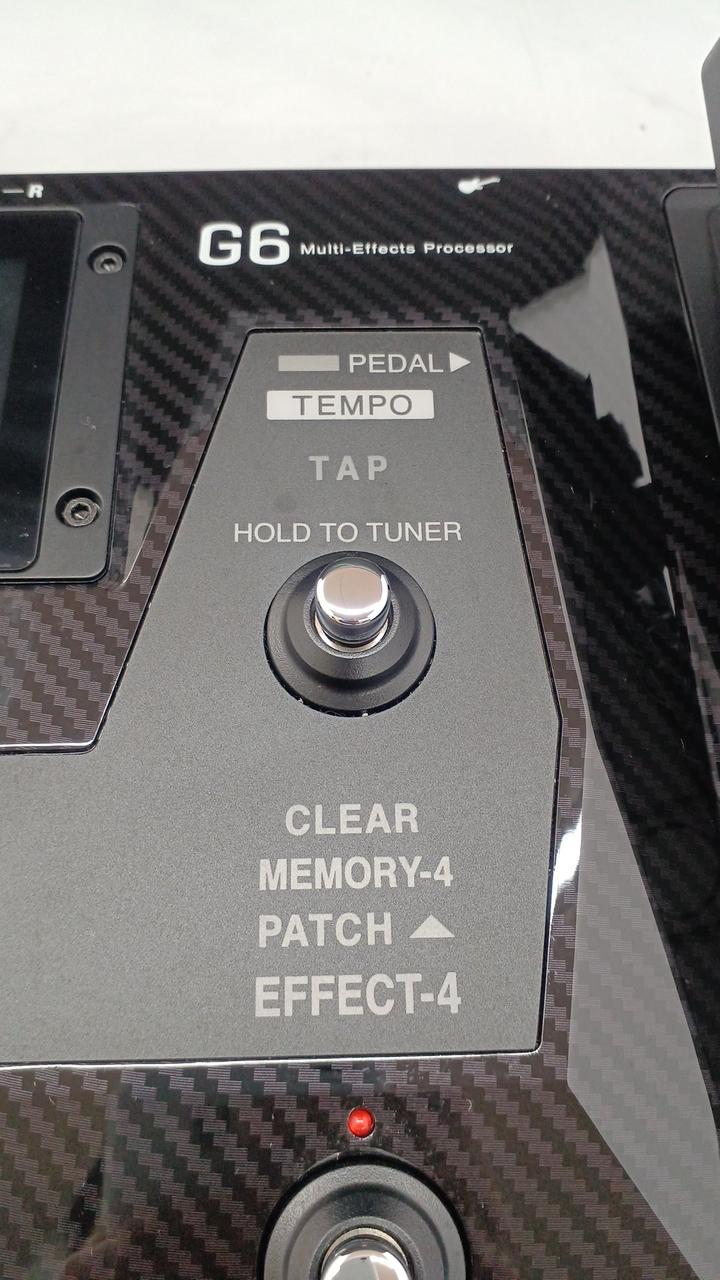 R
G6 Multi-Effects Processor
PEDAL
TEMPO
TAP
HOLD TO TUNER
CLEAR
MEMORY-4
PATCH
EFFECT-4